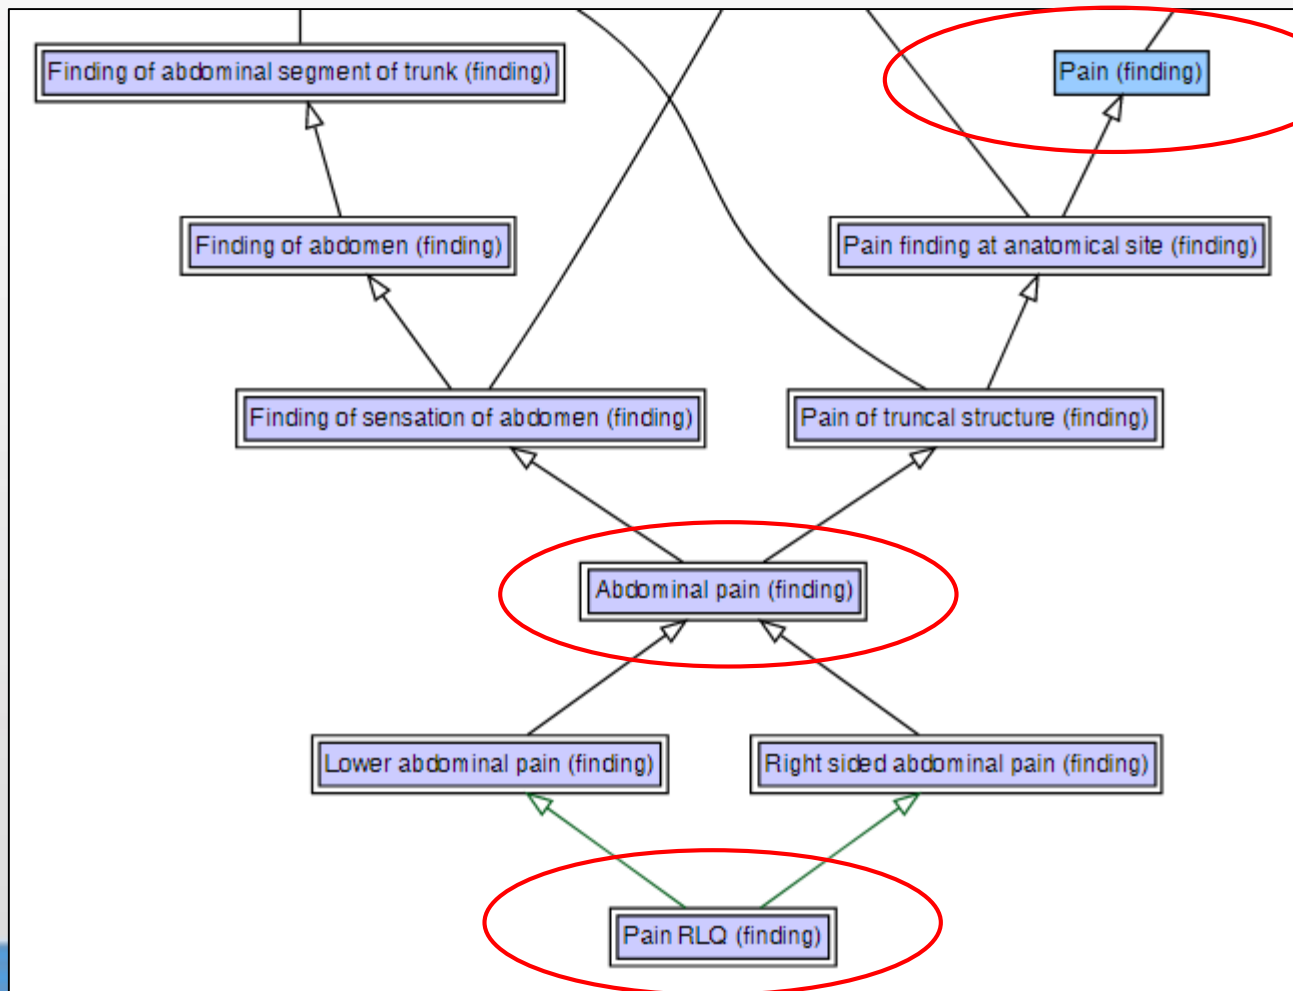 Finding of abdominal segment of trunk (finding)
Pain (finding)
Finding of abdomen (finding)
Pain finding at anatomical site (finding)
Finding of sensation of abdomen (finding)
Pain of truncal structure (finding)
Abdominal pain (finding)
Lower abdominal pain (finding)
Right sided abdominal pain (finding)
Pain RLQ (finding)